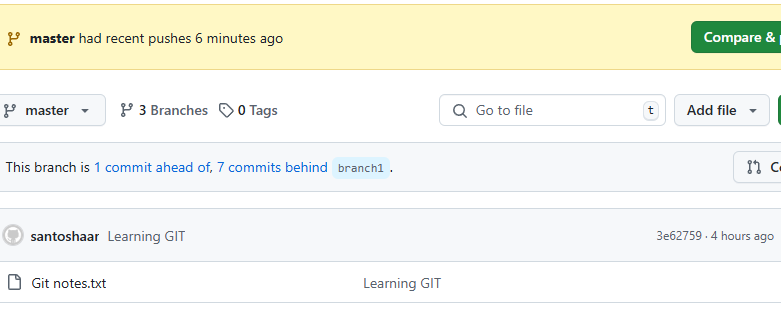 master had recent pushes 6 minutes ago
Compare &
master
3 Branches
0 Tags
Go to file
t
Add file
This branch is 1 commit ahead of, 7 commits behind branch1.
santoshaar Learning GIT
3e62759 · 4 hours ago
Git notes.txt
Learning GIT